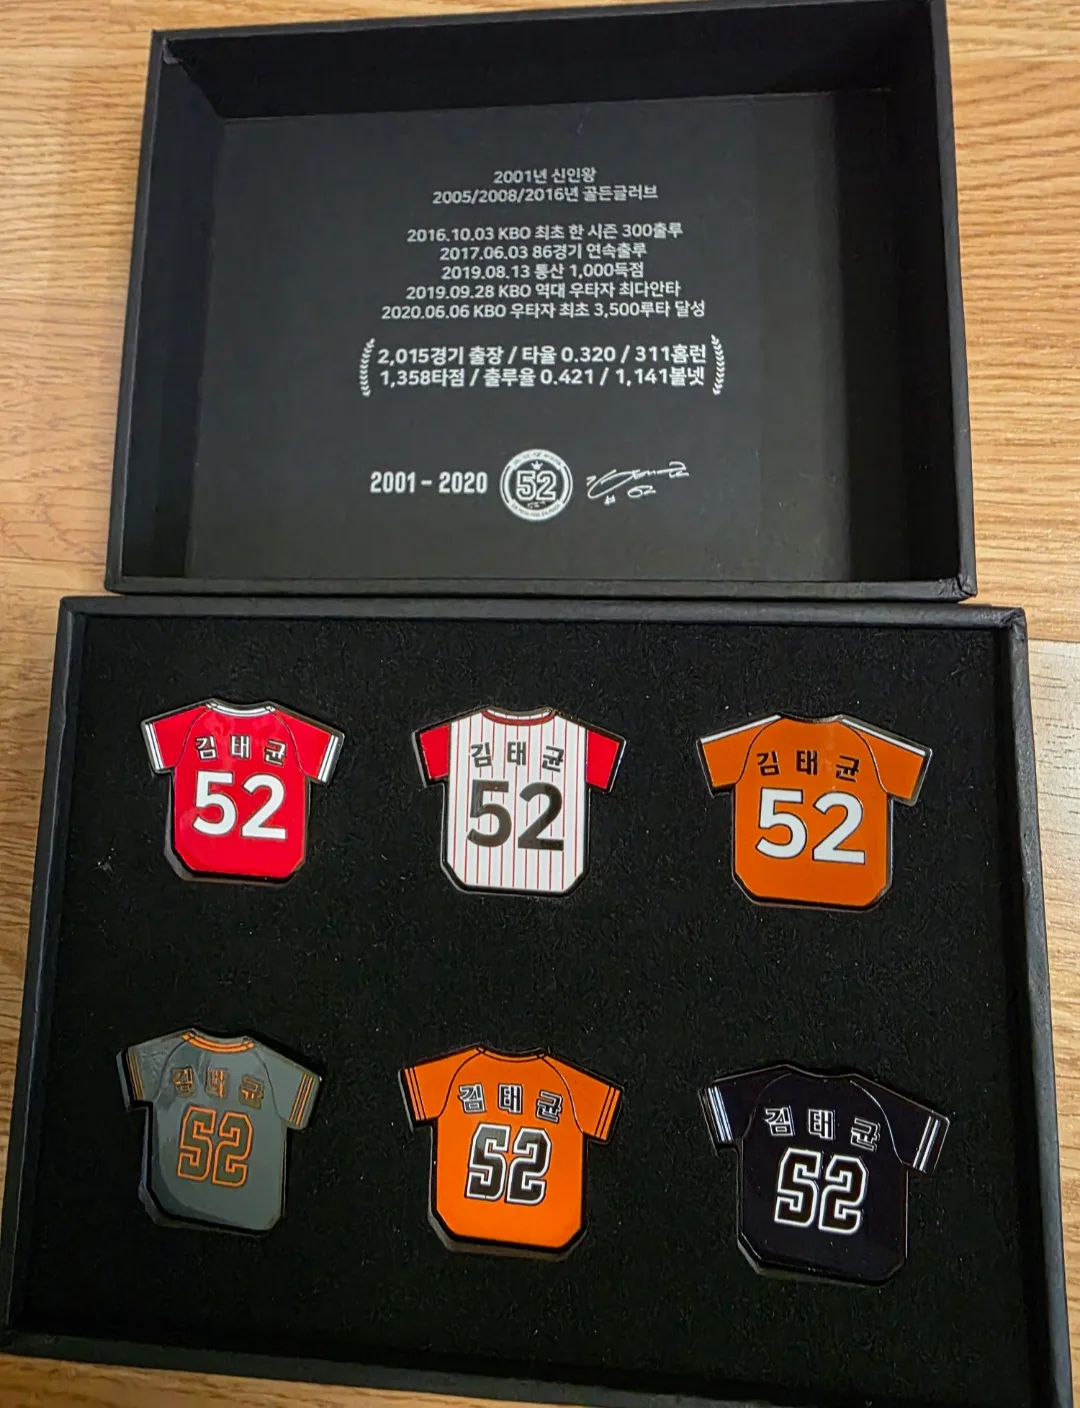 2001년 신인왕
2005/2008/2016년 골든글러브
2016.10.03 KBO 최초 한 시즌 300출루
2017.06.03 86경기 연속출루
2019.08.13 통산 1,000득점
2019.09.28 KBO 역대 우타자 최다안타
2020.06.06 KBO 우타자 최초 3,500루타 달성
2,015경기 출장 / 타율 0.320 / 311홈런
1,358타점 / 출루율 0.421 / 1,141볼넷
2001 - 2020
52
김태균
52
김태균
52
김태균
52
김태균
52
김태균
52
김태균
52